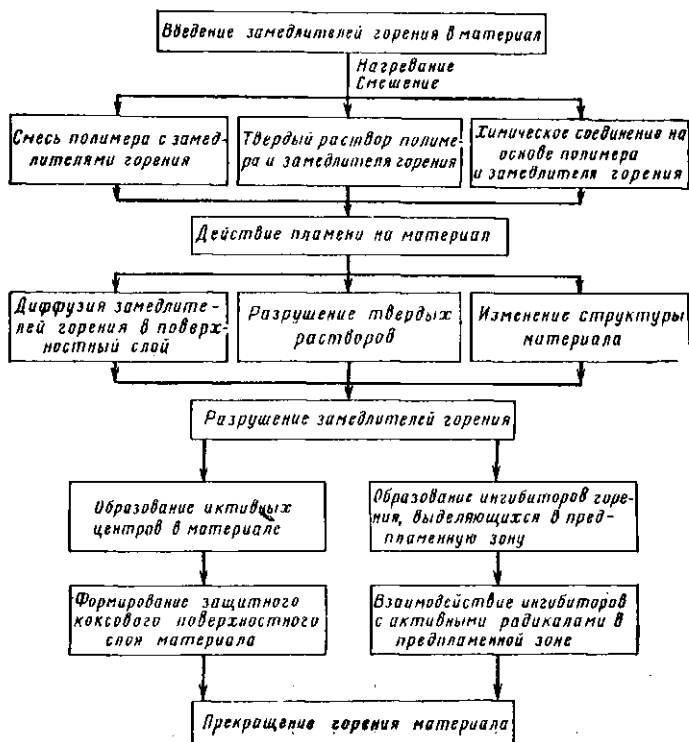 Введение замедлителей горения в материал
Нагревание
Смешение
Смесь полимера с замед-
лителями горения
Твердый раствор полиме-
ра и замедлителя горения
Химическое соединение на
основе полимера
и замедлителя горения
Действие пламени на материал
Диффузия замедлите-
лей горения в поверх-
ностный слой
Разрушение твердых
растворов
Изменение структуры
материала
Разрушение замедлителей горения
Образование активных
центров в материале
Образование ингибиторов горе-
ния, выделяющихся в пред-
пламенную зону
Формирование защитного
коксового поверхностного
слоя материала
Взаимодействие ингибиторов
с активными радикалами в
предпламенной зоне
Прекращение горения материала